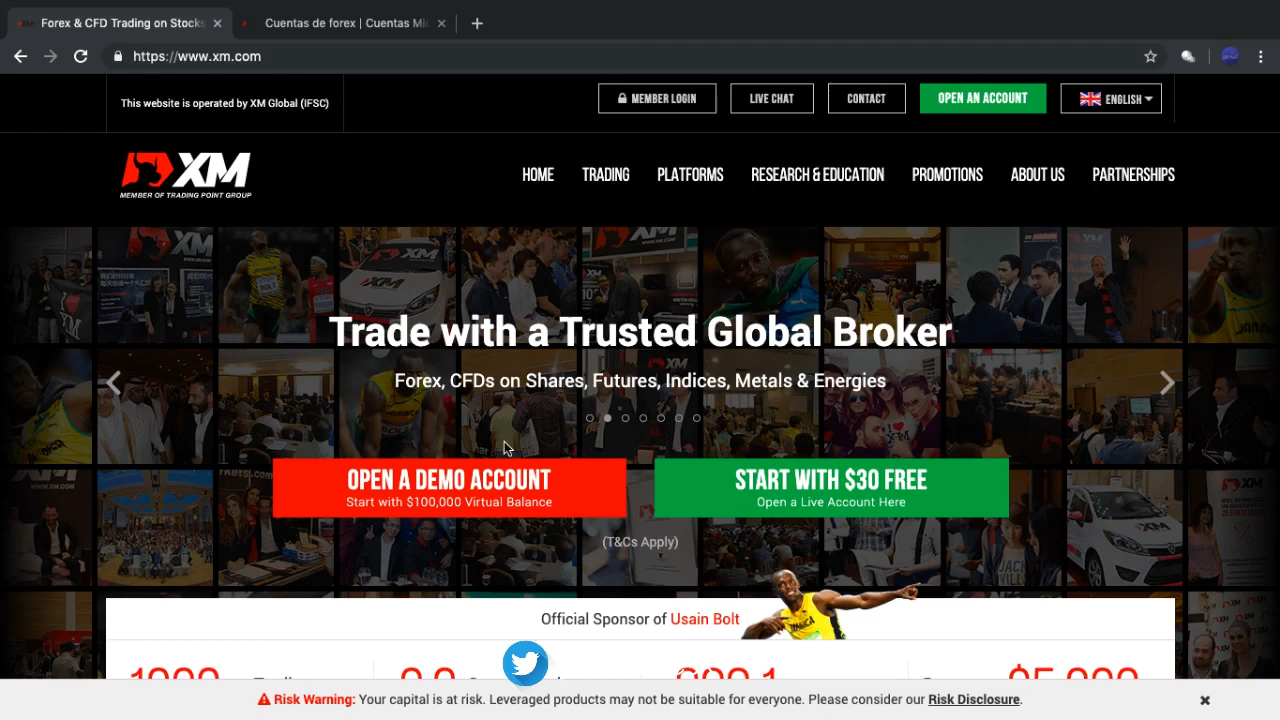 Forex & CFD Trading on Stocks
Cuentas de forex | Cuentas Mi
https://www.xm.com
This website is operated by XM Global (IFSC)
MEMBER LOGIN
LIVE CHAT
CONTACT
OPEN AN ACCOUNT
ENGLISH
XM
MEMBER OF TRADING POINT GROUP
HOME
TRADING
PLATFORMS
RESEARCH & EDUCATION
PROMOTIONS
ABOUT US
PARTNERSHIPS
Trade with a Trusted Global Broker
Forex, CFDs on Shares, Futures, Indices, Metals & Energies
OPEN A DEMO ACCOUNT
Start with $100,000 Virtual Balance
START WITH $30 FREE
Open a Live Account Here
(T&Cs Apply)
Official Sponsor of Usain Bolt
Risk Warning: Your capital is at risk. Leveraged products may not be suitable for everyone. Please consider our Risk Disclosure.